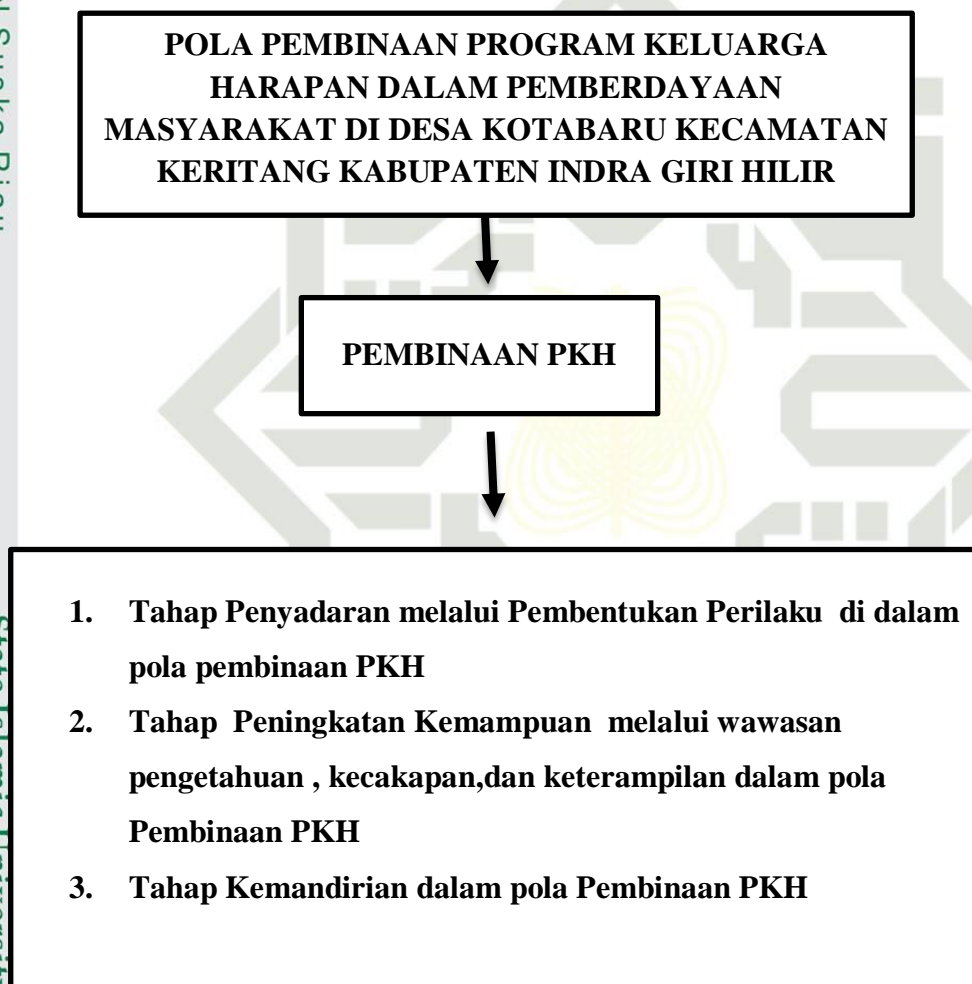 POLA PEMBINAAN PROGRAM KELUARGA
HARAPAN DALAM PEMBERDAYAAN
MASYARAKAT DI DESA KOTABARU KECAMATAN
KERITANG KABUPATEN INDRA GIRI HILIR
PEMBINAAN PKH
1. Tahap Penyadaran melalui Pembentukan Perilaku di dalam
pola pembinaan PKH
2. Tahap Peningkatan Kemampuan melalui wawasan
pengetahuan , kecakapan,dan keterampilan dalam pola
Pembinaan PKH
3. Tahap Kemandirian dalam pola Pembinaan PKH